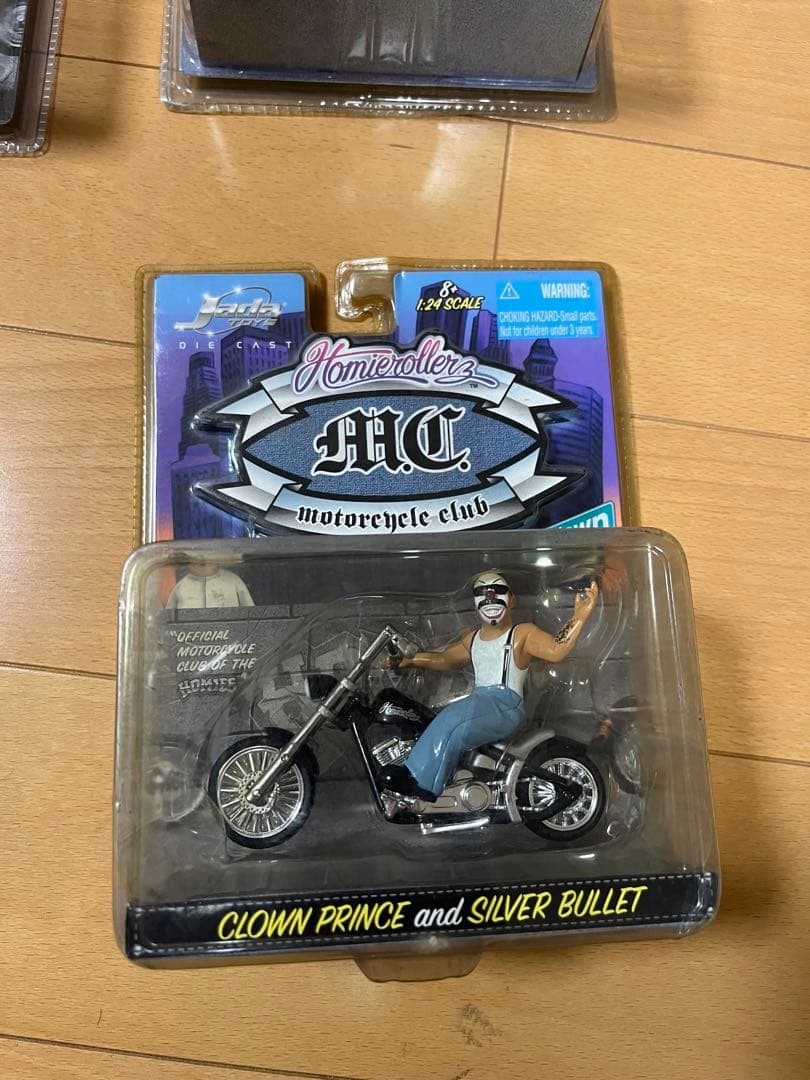 Jada
TOYS
DIE CAST
8+
1:24 SCALE
WARNING:
CHOKING HAZARD-Small parts.
Not for children under 3 years.
Homierollerz™
M.C.
motorcycle club
"OFFICIAL
MOTORCYCLE
CLUB OF THE
HOMIES"
Homierollerz
CLOWN PRINCE and SILVER BULLET